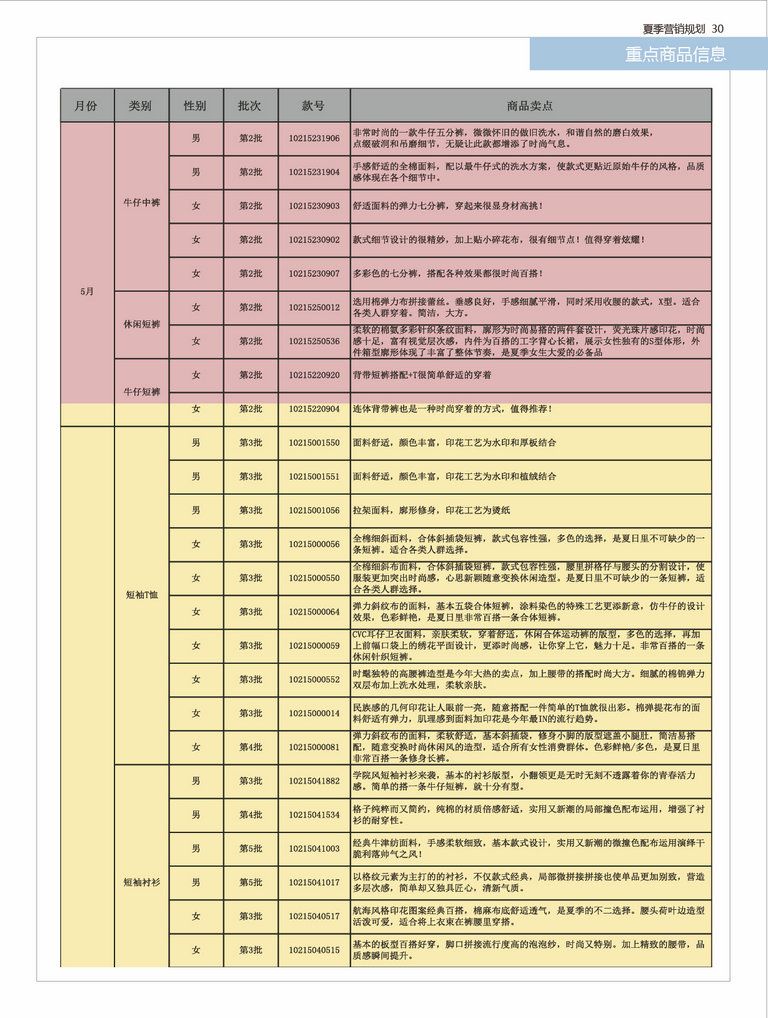 夏季营销规划 30
重点商品信息
月份 类别 性别 批次 款号 商品卖点
5月
牛仔中裤
男 第2批 10215231906 非常时尚的一款牛仔五分裤，微微怀旧的做旧洗水，和谐自然的磨白效果，
点缀破洞和吊磨细节，无疑让此款都增添了时尚气息。
男 第2批 10215231904 手感舒适的全棉面料，配以最牛仔式的洗水方案，使款式更贴近原始牛仔的风格，品质
感体现在各个细节中。
女 第2批 10215230903 舒适面料的弹力七分裤，穿起来很显身材高挑！
女 第2批 10215230902 款式细节设计的很精妙，加上贴小碎花布，很有细节点！值得穿着炫耀！
女 第2批 10215230907 多彩色的七分裤，搭配各种效果都很时尚百搭！
休闲短裤
女 第2批 10215250012 选用棉弹力布拼接蕾丝。垂感良好，手感细腻平滑，同时采用收腰的款式，X型。适合
各类人群穿着。简洁，大方。
女 第2批 10215250536 柔软的棉氨多彩针织条纹面料，廓形为时尚易搭的两件套设计，荧光珠片感印花，时尚
感十足，富有视觉层次感，内件为百搭的工字背心长裙，展示女性独有的S型体形，外
件箱型廓形体现了丰富了整体节奏，是夏季女生大爱的必备品
牛仔短裤
女 第2批 10215220920 背带短裤搭配+T很简单舒适的穿着
女 第2批 10215220904 连体背带裤也是一种时尚穿着的方式，值得推荐！
短袖T恤
男 第3批 10215001550 面料舒适，颜色丰富，印花工艺为水印和厚板结合
男 第3批 10215001551 面料舒适，颜色丰富，印花工艺为水印和植绒结合
男 第3批 10215001056 拉架面料，廓形修身，印花工艺为烫纸
女 第3批 10215000056 全棉细斜面料，合体斜插袋短裤，款式包容性强，多色的选择，是夏日里不可缺少的一
条短裤。适合各类人群选择。
女 第3批 10215000550 全棉细斜布面料，合体斜插袋短裤，款式包容性强，腰里拼格仔与腰头的分割设计，使
服装更加突出时尚感，心思新颖随意变换休闲造型。是夏日里不可缺少的一条短裤，适
合各类人群选择。
女 第3批 10215000064 弹力斜纹布的面料，基本五袋合体短裤，涂料染色的特殊工艺更添新意，仿牛仔的设计
效果，色彩鲜艳，是夏日里非常百搭一条合体短裤。
女 第3批 10215000059 CVC耳仔卫衣面料，亲肤柔软，穿着舒适，休闲合体运动裤的版型，多色的选择，再加
上前幅口袋上的绣花平面设计，更添时尚感，让你穿上它，魅力十足。非常百搭的一条
休闲针织短裤。
女 第3批 10215000552 时髦独特的高腰裤造型是今年大热的卖点，加上腰带的搭配时尚大方。细腻的棉锦弹力
双层布加上洗水处理，柔软亲肤。
女 第3批 10215000014 民族感的几何印花让人眼前一亮，随意搭配一件简单的T恤就很出彩。棉弹提花布的面
料舒适有弹力，肌理感到面料加印花是今年最IN的流行趋势。
女 第4批 10215000081 弹力斜纹布的面料，柔软舒适，基本斜插袋，修身小脚的版型遮盖小腿肚，简洁易搭
配，随意变换时尚休闲风的造型，适合所有女性消费群体。色彩鲜艳/多色，是夏日里
非常百搭一条修身长裤。
短袖衬衫
男 第3批 10215041882 学院风短袖衬衫来袭，基本的衬衫版型，小翻领更是无时无刻不透露着你的青春活力
感。简单的搭一条牛仔短裤，就十分有型。
男 第4批 10215041534 格子纯粹而又简约，纯棉的材质倍感舒适，实用又新潮的局部撞色配布运用，增强了衬
衫的耐穿性。
男 第5批 10215041003 经典牛津纺面料，手感柔软细致，基本款式设计，实用又新潮的微撞色配布运用演绎干
脆利落帅气之风！
男 第5批 10215041017 以格纹元素为主打的的衬衫，不仅款式经典，局部微拼接拼接也使单品更加别致，营造
多层次感，简单却又独具匠心，清新气质。
女 第3批 10215040517 航海风格印花图案经典百搭，棉麻布底舒适透气，是夏季的不二选择。腰头荷叶边造型
活泼可爱，适合将上衣束在裤腰里穿搭。
女 第3批 10215040515 基本的板型百搭好穿，脚口拼接流行度高的泡泡纱，时尚又特别。加上精致的腰带，品
质感瞬间提升。